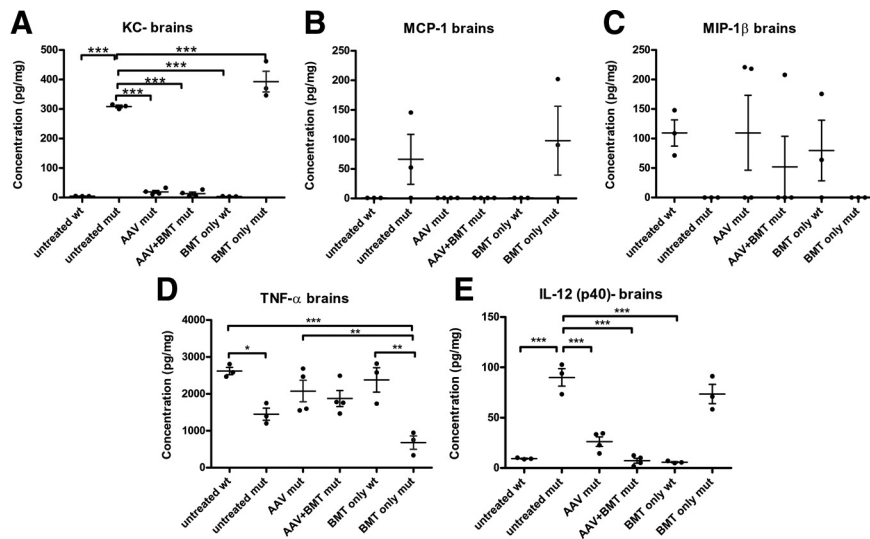 A
KC- brains
Concentration (pg/mg)
500
400
300
200
100
0
***
***
***
***
***
untreated wt
untreated mut
AAV mut
AAV+BMT mut
BMT only wt
BMT only mut
B
MCP-1 brains
Concentration (pg/mg)
250
200
150
100
50
0
untreated wt
untreated mut
AAV mut
AAV+BMT mut
BMT only wt
BMT only mut
C
MIP-1β brains
Concentration (pg/mg)
250
200
150
100
50
0
untreated wt
untreated mut
AAV mut
AAV+BMT mut
BMT only wt
BMT only mut
D
TNF-α brains
Concentration (pg/mg)
4000
3000
2000
1000
0
***
**
*
**
untreated wt
untreated mut
AAV mut
AAV+BMT mut
BMT only wt
BMT only mut
E
IL-12 (p40)- brains
Concentration (pg/mg)
150
100
50
0
***
***
***
***
untreated wt
untreated mut
AAV mut
AAV+BMT mut
BMT only wt
BMT only mut